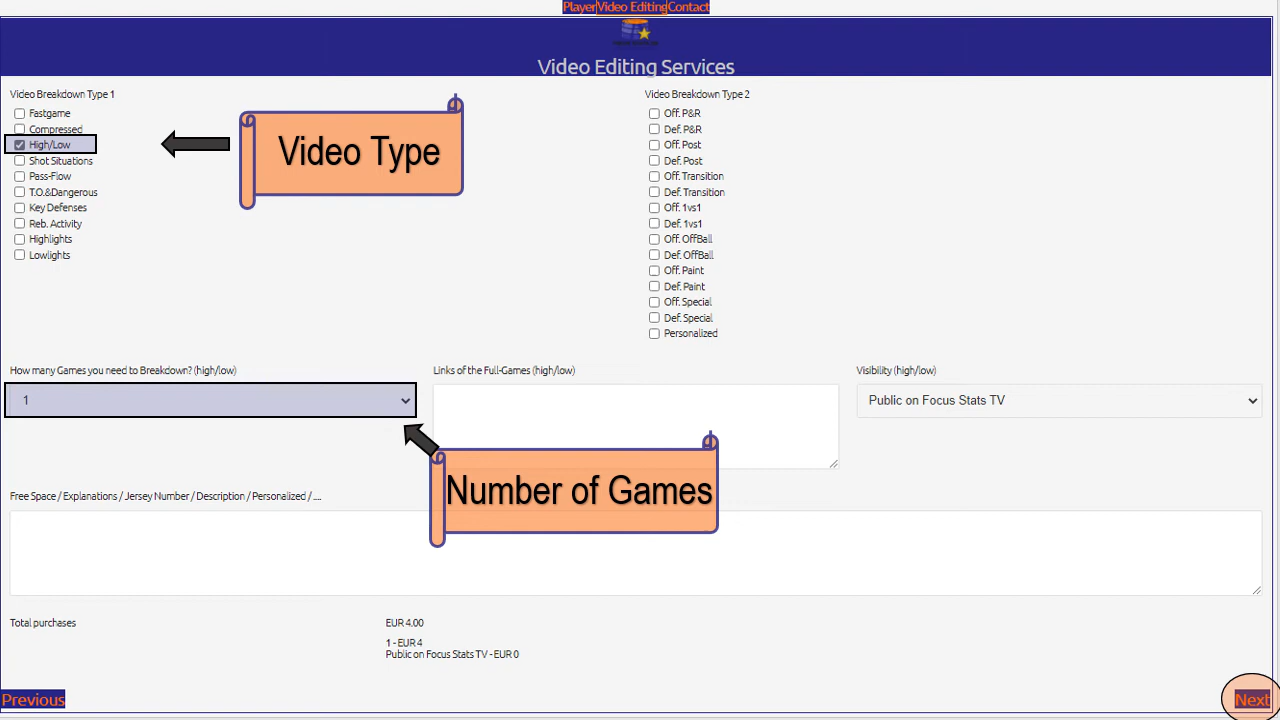 Player Video Editing Contact
Video Editing Services
Video Breakdown Type 1
Fastgame
Compressed
High/Low
Shot Situations
Pass-Flow
T.O.&Dangerous
Key Defenses
Reb. Activity
Highlights
Lowlights
Video Type
Video Breakdown Type 2
Off. P&R
Def. P&R
Off. Post
Def. Post
Off. Transition
Def. Transition
Off. 1vs1
Def. 1vs1
Off. OffBall
Def. OffBall
Off. Paint
Def. Paint
Off. Special
Def. Special
Personalized
How many Games you need to Breakdown? (high/low)
1
Links of the Full-Games (high/low)
Visibility (high/low)
Public on Focus Stats TV
Number of Games
Free Space / Explanations / Jersey Number / Description / Personalized / ....
Total purchases
EUR 4.00
1 - EUR 4
Public on Focus Stats TV - EUR 0
Previous
Next